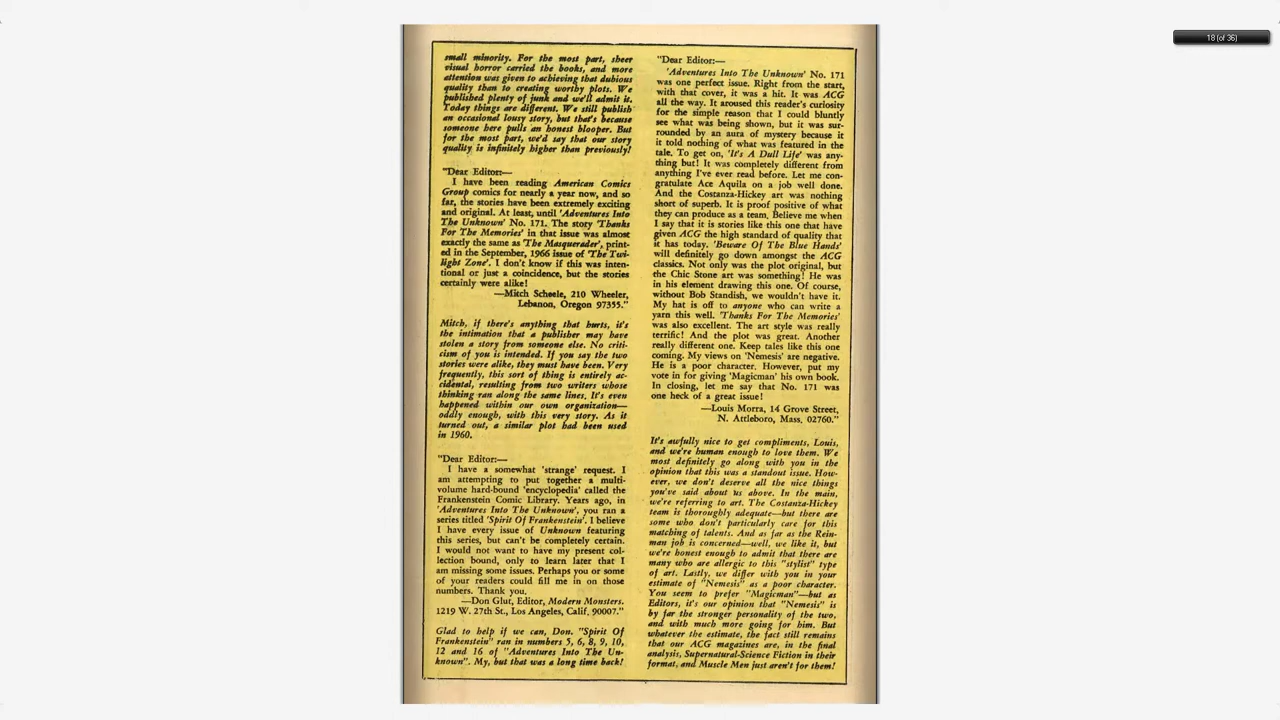 small minority. For the most part, sheer
visual horror carried the books, and more
attention was given to achieving that dubious
quality than to creating worthy plots. We
published plenty of junk and we'll admit it.
Today things are different. We still publish
an occasional lousy story, but that's because
someone here pulls an honest blooper. But
for the most part, we'd say that our story
quality is infinitely higher than previously!
"Dear Editor:—
I have been reading American Comics
Group comics for nearly a year now, and so
far, the stories have been extremely exciting
and original. At least, until 'Adventures Into
The Unknown' No. 171. The story 'Thanks
For The Memories' in that issue was almost
exactly the same as 'The Masquerader', print-
ed in the September, 1966 issue of 'The Twi-
light Zone'. I don't know if this was inten-
tional or just a coincidence, but the stories
certainly were alike!
—Mitch Scheele, 210 Wheeler,
Lebanon, Oregon 97355."
Mitch, if there's anything that hurts, it's
the intimation that a publisher may have
stolen a story from someone else. No criti-
cism of you is intended. If you say the two
stories were alike, they must have been. Very
frequently, this sort of thing is entirely ac-
cidental, resulting from two writers whose
thinking ran along the same lines. It's even
happened within our own organization—
oddly enough, with this very story. As it
turned out, a similar plot had been used
in 1960.
"Dear Editor:—
I have a somewhat 'strange' request. I
am attempting to put together a multi-
volume hard-bound 'encyclopedia' called the
Frankenstein Comic Library. Years ago, in
'Adventures Into The Unknown', you ran a
series titled 'Spirit Of Frankenstein'. I believe
I have every issue of Unknown featuring
this series, but can't be completely certain.
I would not want to have my present col-
lection bound, only to learn later that I
am missing some issues. Perhaps you or some
of your readers could fill me in on those
numbers. Thank you.
—Don Glut, Editor, Modern Monsters.
1219 W. 27th St., Los Angeles, Calif. 90007."
Glad to help if we can, Don. "Spirit Of
Frankenstein" ran in numbers 5, 6, 8, 9, 10,
12 and 16 of "Adventures Into The Un-
known". My, but that was a long time back!
"Dear Editor:—
'Adventures Into The Unknown' No. 171
was one perfect issue. Right from the start,
with that cover, it was a hit. It was ACG
all the way. It aroused this reader's curiosity
for the simple reason that I could bluntly
see what was being shown, but it was sur-
rounded by an aura of mystery because it
it told nothing of what was featured in the
tale. To get on, 'It's A Dull Life' was any-
thing but! It was completely different from
anything I've ever read before. Let me con-
gratulate Ace Aquila on a job well done.
And the Costanza-Hickey art was nothing
short of superb. It is proof positive of what
they can produce as a team, Believe me when
I say that it is stories like this one that have
given ACG the high standard of quality that
it has today. 'Beware Of The Blue Hands'
will definitely go down amongst the ACG
classics. Not only was the plot original, but
the Chic Stone art was something! He was
in his element drawing this one. Of course,
without Bob Standish, we wouldn't have it.
My hat is off to anyone who can write a
yarn this well. 'Thanks For The Memories'
was also excellent. The art style was really
terrific! And the plot was great. Another
really different one. Keep tales like this one
coming. My views on 'Nemesis' are negative.
He is a poor character. However, put my
vote in for giving 'Magicman' his own book.
In closing, let me say that No. 171 was
one heck of a great issue!
—Louis Morra, 14 Grove Street,
N. Attleboro, Mass, 02760."
It's awfully nice to get compliments, Louis,
and we're human enough to love them. We
most definitely go along with you in the
opinion that this was a standout issue. How-
ever, we don't deserve all the nice things
you've said about us above. In the main,
we're referring to art. The Costanza-Hickey
team is thoroughly adequate—but there are
some who don't particularly care for this
matching of talents. And as far as the Rein-
man job is concerned—well, we like it, but
we're honest enough to admit that there are
many who are allergic to this "stylist" type
of art. Lastly, we differ with you in your
estimate of "Nemesis" as a poor character.
You seem to prefer "Magicman"—but as
Editors, it's our opinion that "Nemesis" is
by far the stronger personality of the two,
and with much more going for him. But
whatever the estimate, the fact still remains
that our ACG magazines are, in the final
analysis, Supernatural-Science Fiction in their
format, and Muscle Men just aren't for them!
18 (of 36)